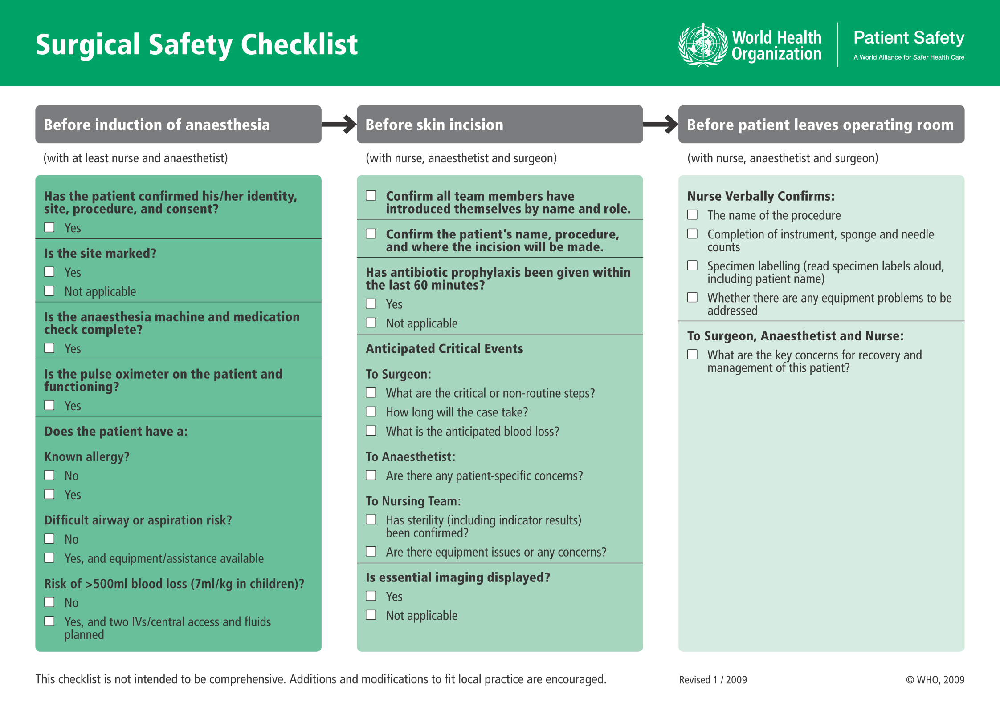 Surgical Safety Checklist
World Health
Organization
Patient Safety
A World Alliance for Safer Health Care
Before induction of anaesthesia
(with at least nurse and anaesthetist)
Has the patient confirmed his/her identity,
site, procedure, and consent?
Yes
Is the site marked?
Yes
Not applicable
Is the anaesthesia machine and medication
check complete?
Yes
Is the pulse oximeter on the patient and
functioning?
Yes
Does the patient have a:
Known allergy?
No
Yes
Difficult airway or aspiration risk?
No
Yes, and equipment/assistance available
Risk of >500ml blood loss (7ml/kg in children)?
No
Yes, and two IVs/central access and fluids
planned
Before skin incision
(with nurse, anaesthetist and surgeon)
Confirm all team members have
introduced themselves by name and role.
Confirm the patient’s name, procedure,
and where the incision will be made.
Has antibiotic prophylaxis been given within
the last 60 minutes?
Yes
Not applicable
Anticipated Critical Events
To Surgeon:
What are the critical or non-routine steps?
How long will the case take?
What is the anticipated blood loss?
To Anaesthetist:
Are there any patient-specific concerns?
To Nursing Team:
Has sterility (including indicator results)
been confirmed?
Are there equipment issues or any concerns?
Is essential imaging displayed?
Yes
Not applicable
Before patient leaves operating room
(with nurse, anaesthetist and surgeon)
Nurse Verbally Confirms:
The name of the procedure
Completion of instrument, sponge and needle
counts
Specimen labelling (read specimen labels aloud,
including patient name)
Whether there are any equipment problems to be
addressed
To Surgeon, Anaesthetist and Nurse:
What are the key concerns for recovery and
management of this patient?
This checklist is not intended to be comprehensive. Additions and modifications to fit local practice are encouraged.
Revised 1 / 2009
© WHO, 2009